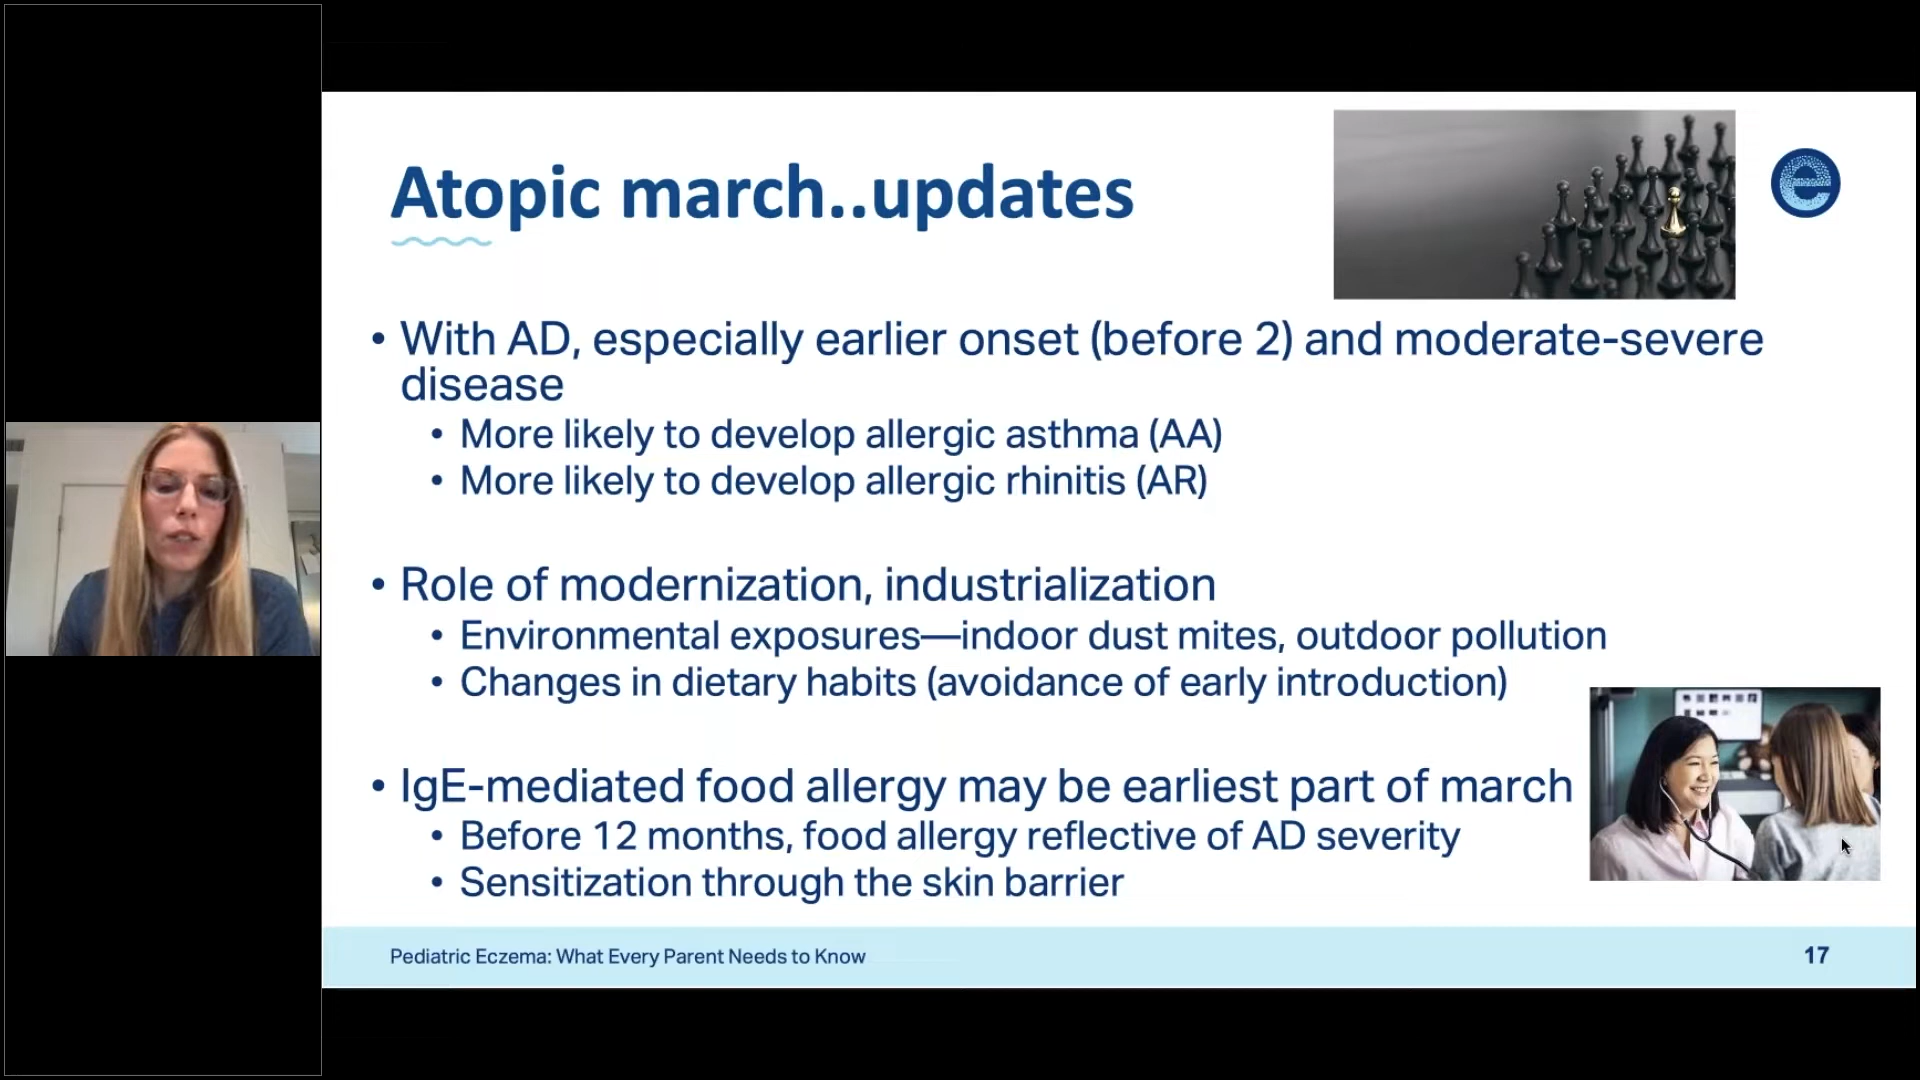 Atopic march..updates
• With AD, especially earlier onset (before 2) and moderate-severe
disease
• More likely to develop allergic asthma (AA)
• More likely to develop allergic rhinitis (AR)
• Role of modernization, industrialization
• Environmental exposures—indoor dust mites, outdoor pollution
• Changes in dietary habits (avoidance of early introduction)
• IgE-mediated food allergy may be earliest part of march
• Before 12 months, food allergy reflective of AD severity
• Sensitization through the skin barrier
Pediatric Eczema: What Every Parent Needs to Know
17